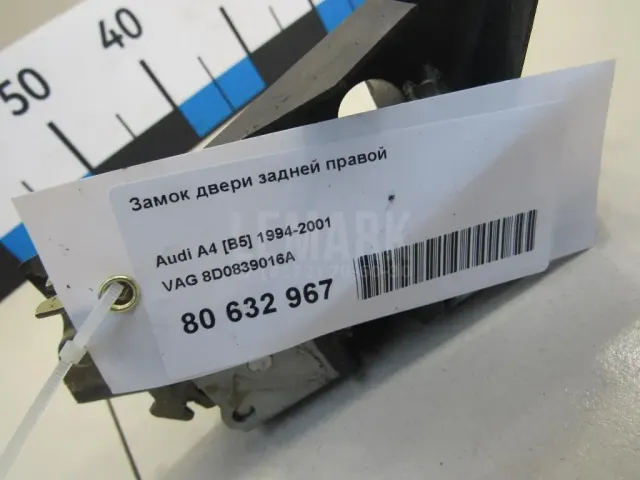 40
50
Замок двери задней правой
Audi A4 [B5] 1994-2001
VAG 8D0839016A
80 632 967
LEMARK